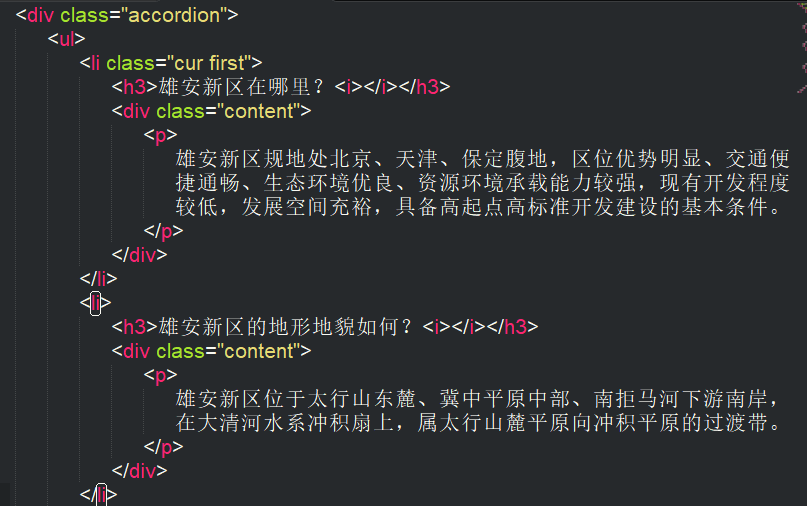 <div class="accordion">
<ul>
<li class="cur first">
<h3>雄安新区在哪里？<i></i></h3>
<div class="content">
<p>
雄安新区规地处北京、天津、保定腹地，区位优势明显、交通便
捷通畅、生态环境优良、资源环境承载能力较强，现有开发程度
较低，发展空间充裕，具备高起点高标准开发建设的基本条件。
</p>
</div>
</li>
<li>
<h3>雄安新区的地形地貌如何？<i></i></h3>
<div class="content">
<p>
雄安新区位于太行山东麓、冀中平原中部、南拒马河下游南岸，
在大清河水系冲积扇上，属太行山麓平原向冲积平原的过渡带。
</p>
</div>
</li>